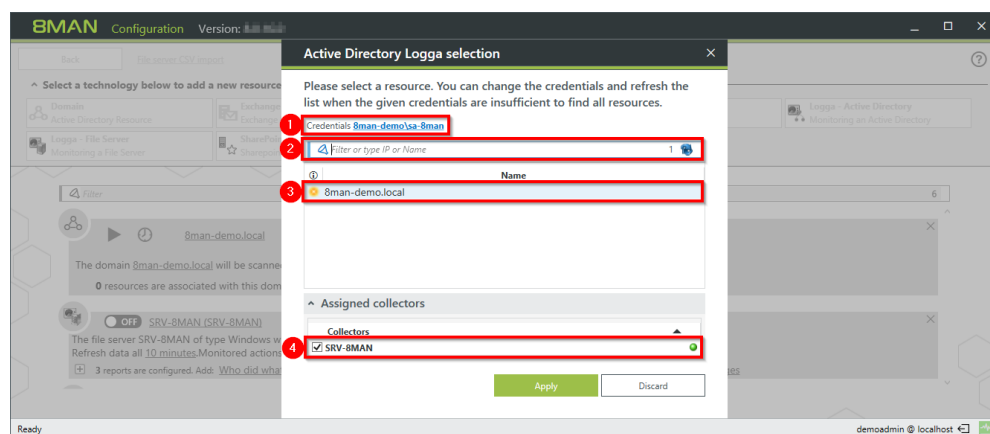 8MAN Configuration Version:
Back File server CSV import
Select a technology below to add a new resource
Domain
Active Directory Resource
Exchange
Exchange
Logga - Active Directory
Monitoring an Active Directory
Logga - File Server
Monitoring a File Server
SharePoint
Sharepoint
Filter
6
8man-demo.local
The domain 8man-demo.local will be scanne
0 resources are associated with this dom
OFF SRV-8MAN (SRV-8MAN)
The file server SRV-8MAN of type Windows w
Refresh data all 10 minutes.Monitored actions
3 reports are configured. Add: Who did what
ges
Active Directory Logga selection
Please select a resource. You can change the credentials and refresh the
list when the given credentials are insufficient to find all resources.
1 Credentials 8man-demo\sa-8man
2 Filter or type IP or Name 1
Name
3 8man-demo.local
Assigned collectors
Collectors
4 SRV-8MAN
Apply Discard
Ready demoadmin @ localhost